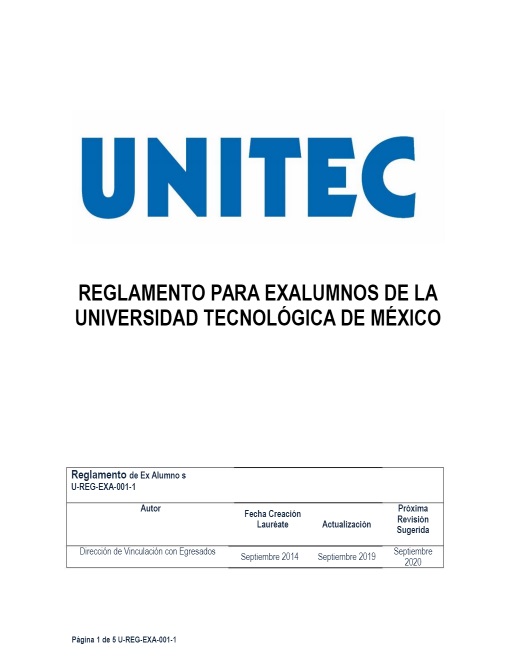 UNITEC
REGLAMENTO PARA EXALUMNOS DE LA
UNIVERSIDAD TECNOLÓGICA DE MÉXICO
Reglamento de Ex Alumno s
U-REG-EXA-001-1
Autor
Fecha Creación
Lauréate
Actualización
Próxima
Revisión
Sugerida
Dirección de Vinculación con Egresados
Septiembre 2014
Septiembre 2019
Septiembre
2020
Página 1 de 5 U-REG-EXA-001-1